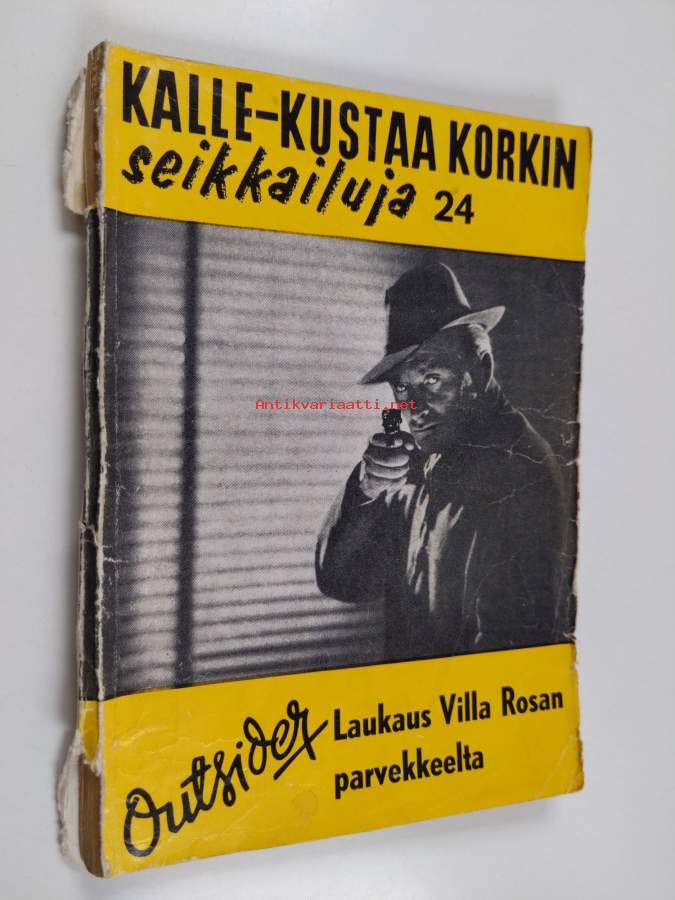 KALLE-KUSTAA KORKIN
seikkailuja 24
Antikvariaatti.net
Outsider Laukaus Villa Rosan
parvekkeelta